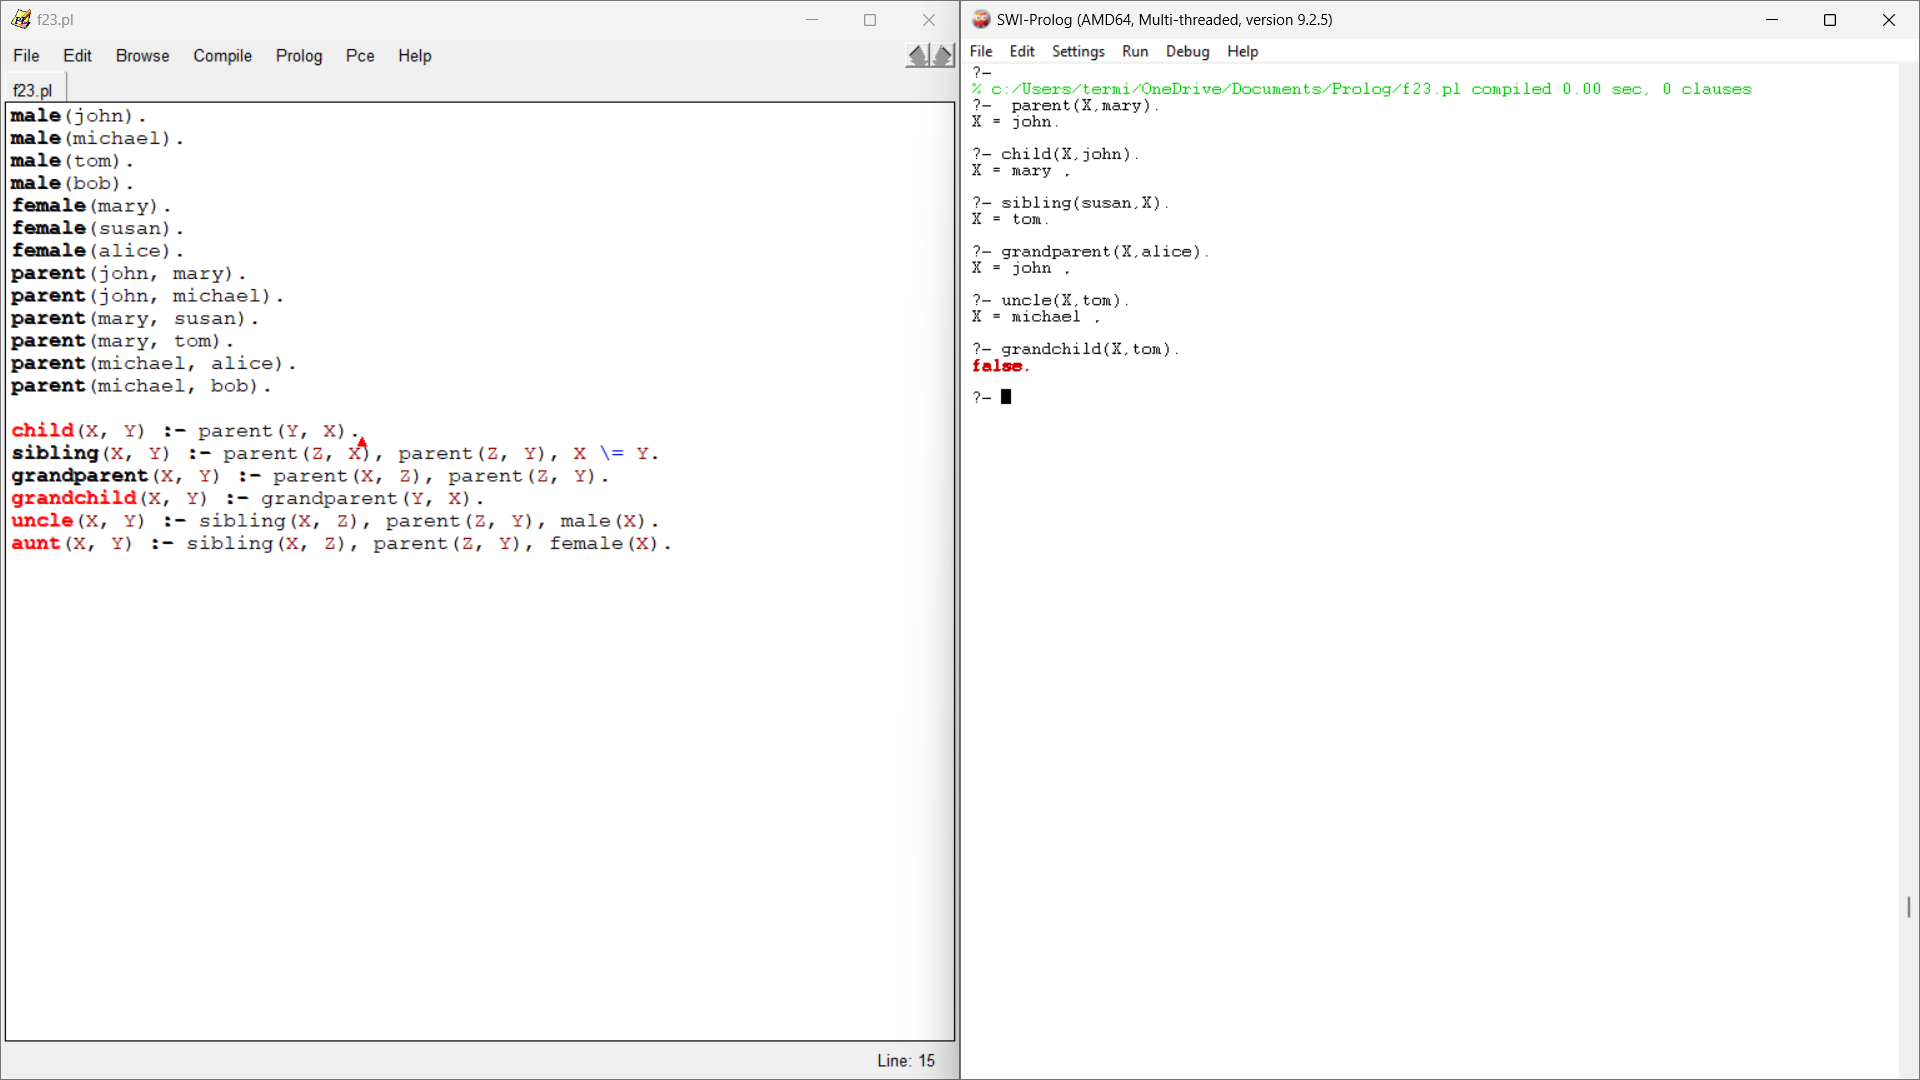 f23.pl
File Edit Browse Compile Prolog Pce Help
f23.pl
male(john).
male(michael).
male(tom).
male(bob).
female(mary).
female(susan).
female(alice).
parent(john, mary).
parent(john, michael).
parent(mary, susan).
parent(mary, tom).
parent(michael, alice).
parent(michael, bob).
child(X, Y) :- parent(Y, X).
sibling(X, Y) :- parent(Z, X), parent(Z, Y), X \= Y.
grandparent(X, Y) :- parent(X, Z), parent(Z, Y).
grandchild(X, Y) :- grandparent(Y, X).
uncle(X, Y) :- sibling(X, Z), parent(Z, Y), male(X).
aunt(X, Y) :- sibling(X, Z), parent(Z, Y), female(X).
Line: 15
SWI-Prolog (AMD64, Multi-threaded, version 9.2.5)
File Edit Settings Run Debug Help
?-
% c:/Users/termi/OneDrive/Documents/Prolog/f23.pl compiled 0.00 sec, 0 clauses
?-  parent(X,mary).
X = john.
?- child(X,john).
X = mary ,
?- sibling(susan,X).
X = tom.
?- grandparent(X,alice).
X = john ,
?- uncle(X,tom).
X = michael ,
?- grandchild(X,tom).
false.
?-